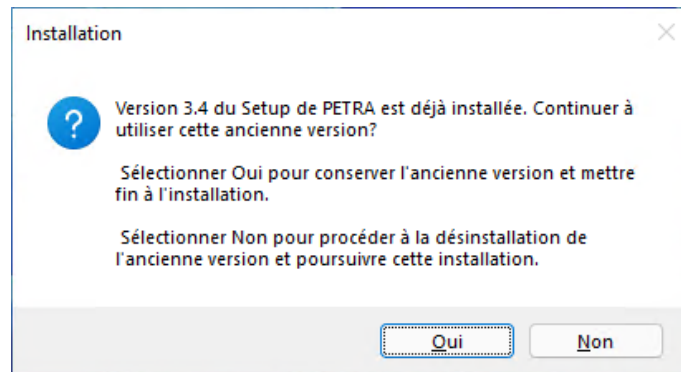 Installation
Version 3.4 du Setup de PETRA est déjà installée. Continuer à
utiliser cette ancienne version?
Sélectionner Oui pour conserver l'ancienne version et mettre
fin à l'installation.
Sélectionner Non pour procéder à la désinstallation de
l'ancienne version et poursuivre cette installation.
Oui
Non